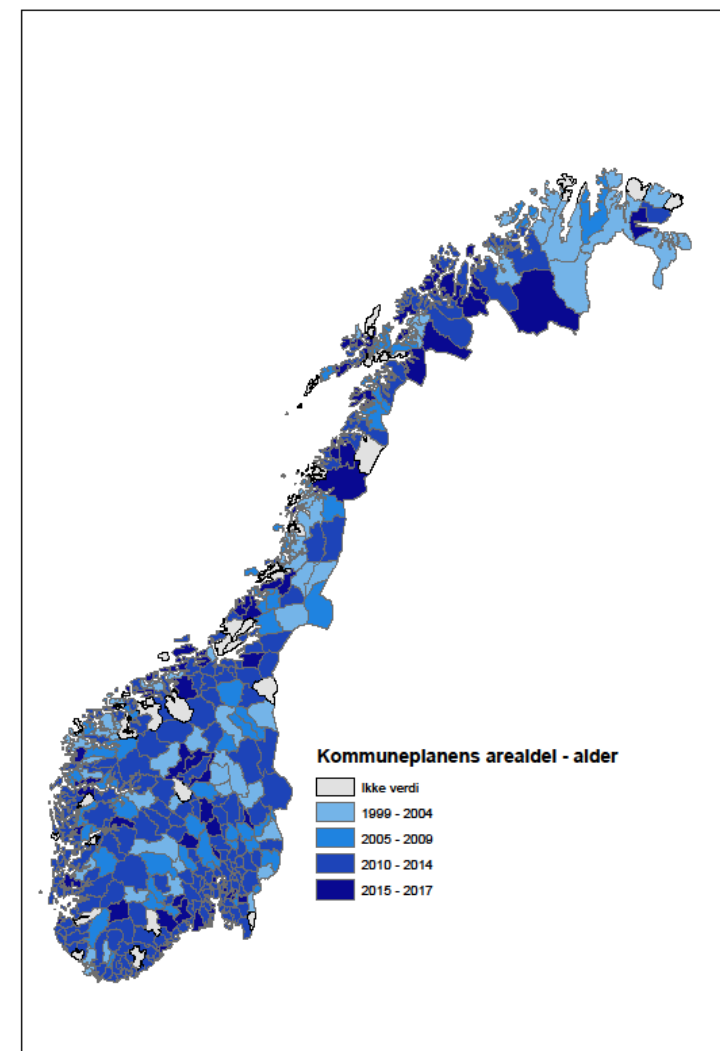 Kommuneplanens arealdel - alder
Ikke verdi
1999 - 2004
2005 - 2009
2010 - 2014
2015 - 2017